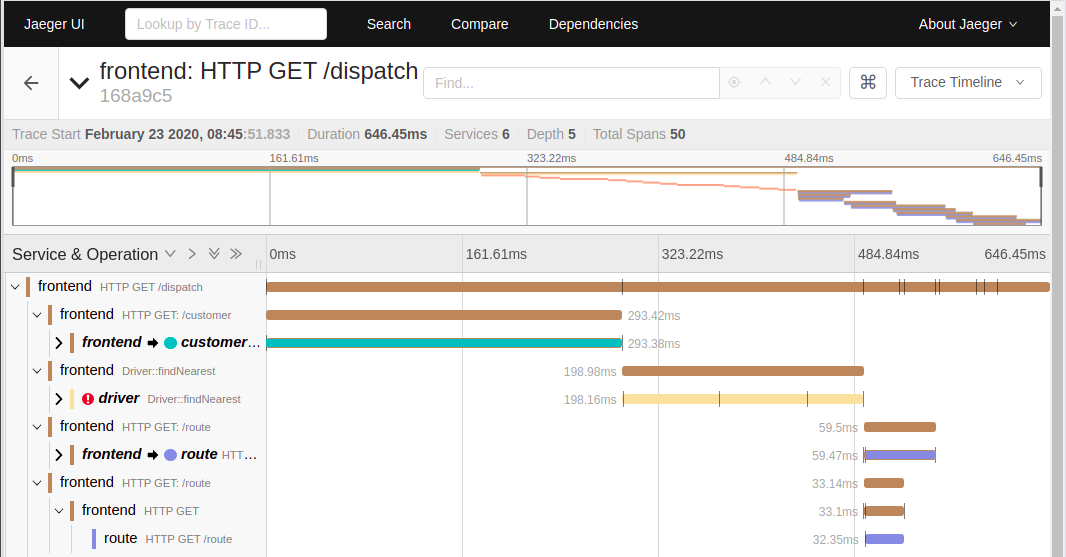 Jaeger UI Lookup by Trace ID... Search Compare Dependencies About Jaeger
frontend: HTTP GET /dispatch
168a9c5
Find... ⌘ Trace Timeline
Trace Start February 23 2020, 08:45:51.833 Duration 646.45ms Services 6 Depth 5 Total Spans 50
0ms 161.61ms 323.22ms 484.84ms 646.45ms
Service & Operation 0ms 161.61ms 323.22ms 484.84ms 646.45ms
frontend HTTP GET /dispatch
frontend HTTP GET: /customer 293.42ms
frontend customer... 293.38ms
frontend Driver::findNearest 198.98ms
driver Driver::findNearest 198.16ms
frontend HTTP GET: /route 59.5ms
frontend route HTT... 59.47ms
frontend HTTP GET: /route 33.14ms
frontend HTTP GET 33.1ms
route HTTP GET /route 32.35ms